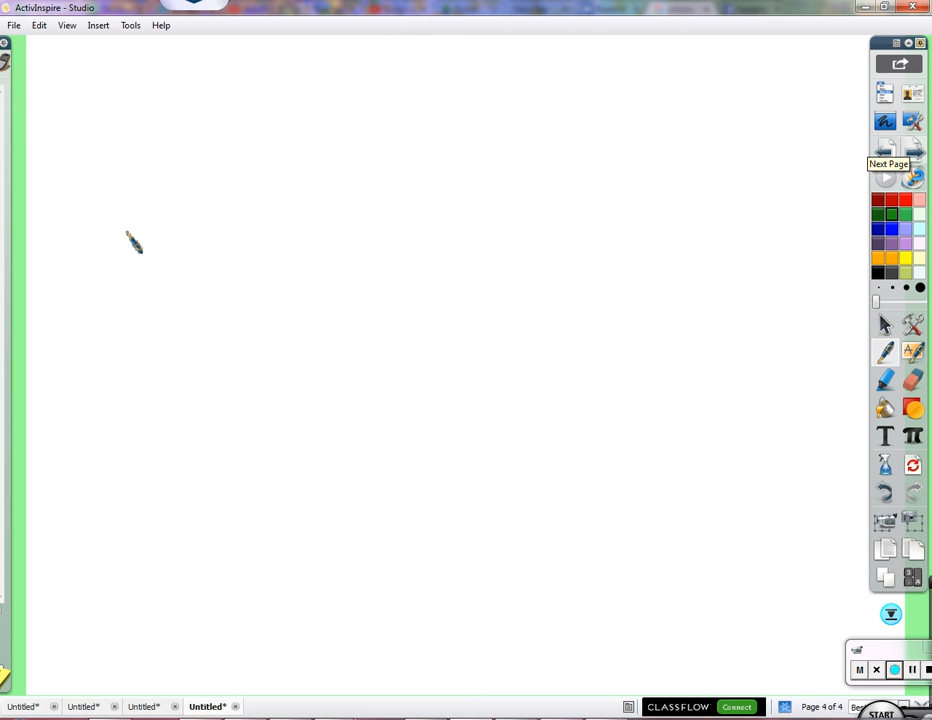 ActivInspire - Studio
File Edit View Insert Tools Help
Next Page
T π
Untitled* Untitled* Untitled* Untitled* CLASSFLOW Connect Page 4 of 4
M
START